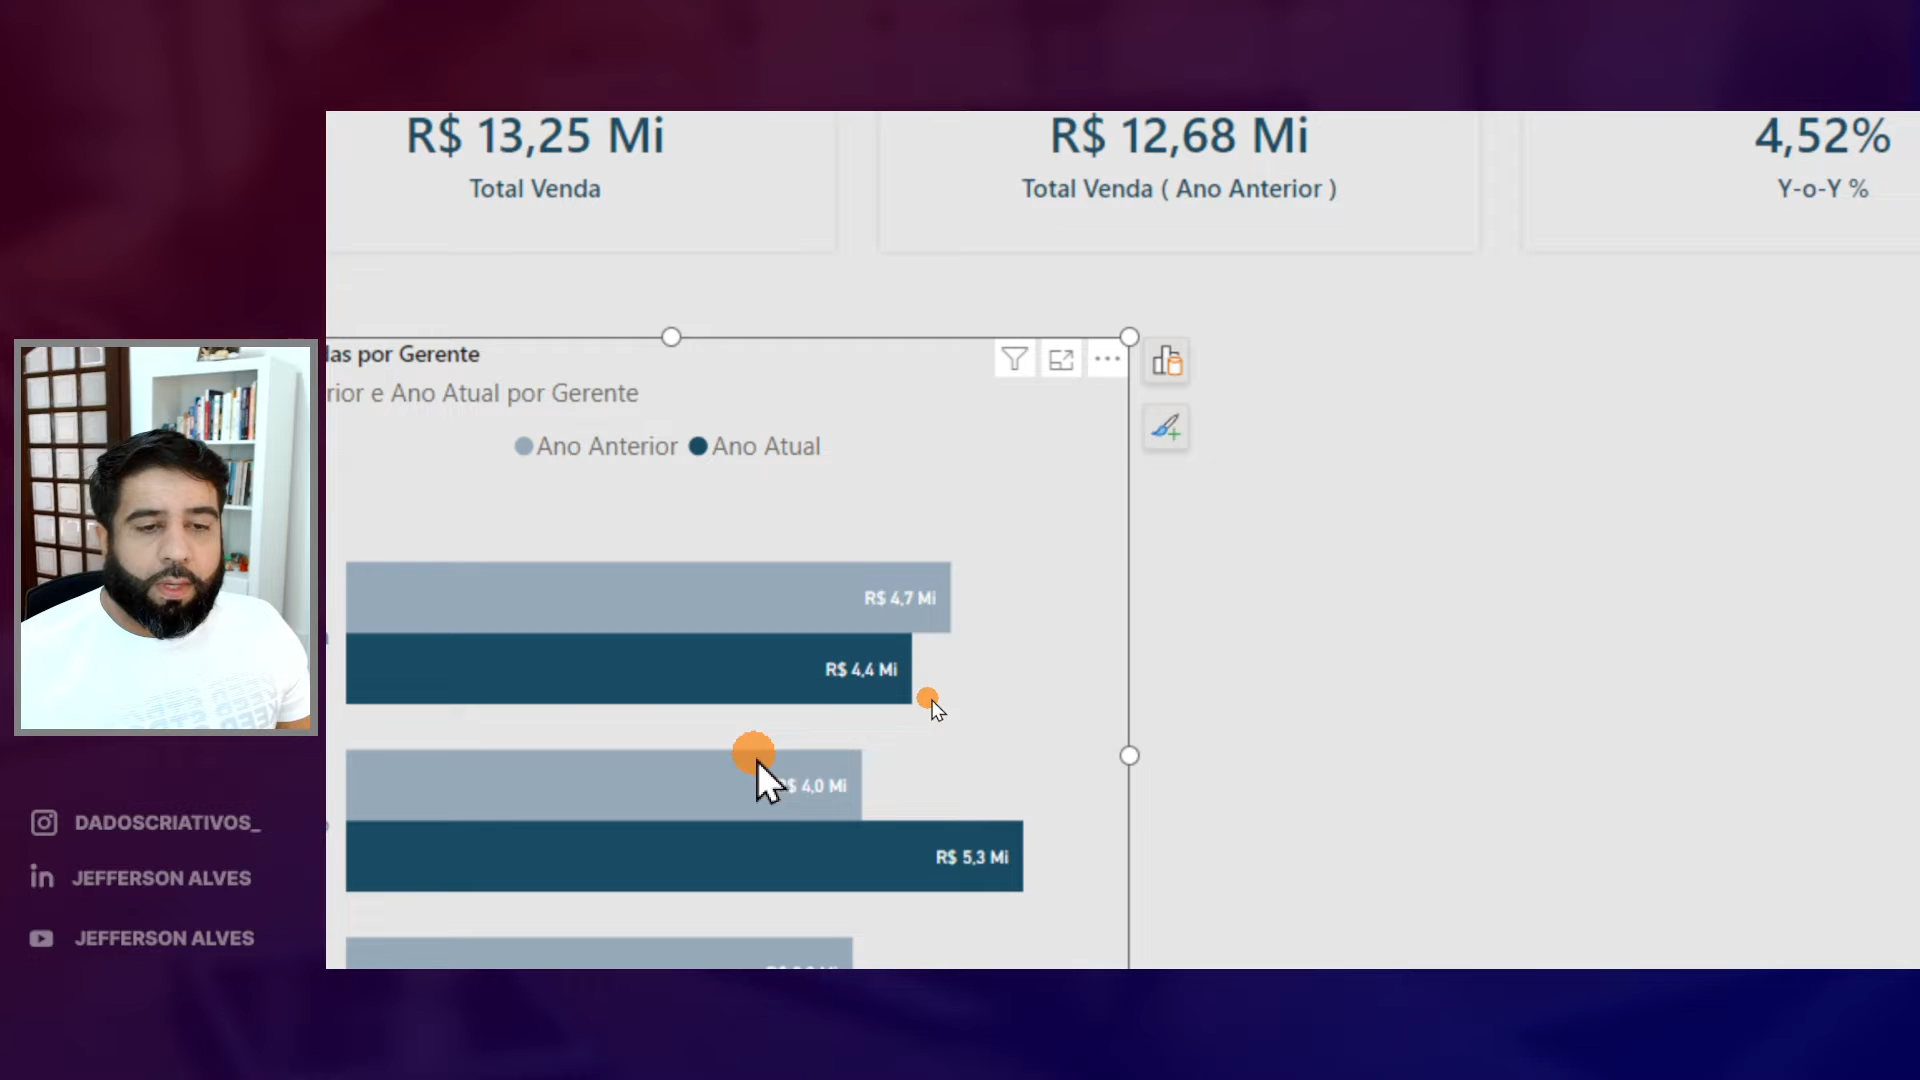 R$ 13,25 Mi
Total Venda
R$ 12,68 Mi
Total Venda ( Ano Anterior )
4,52%
Y-o-Y %
las por Gerente
rior e Ano Atual por Gerente
Ano Anterior
Ano Atual
R$ 4,7 Mi
R$ 4,4 Mi
$ 4,0 Mi
R$ 5,3 Mi
DADOSCRIATIVOS_
JEFFERSON ALVES
JEFFERSON ALVES